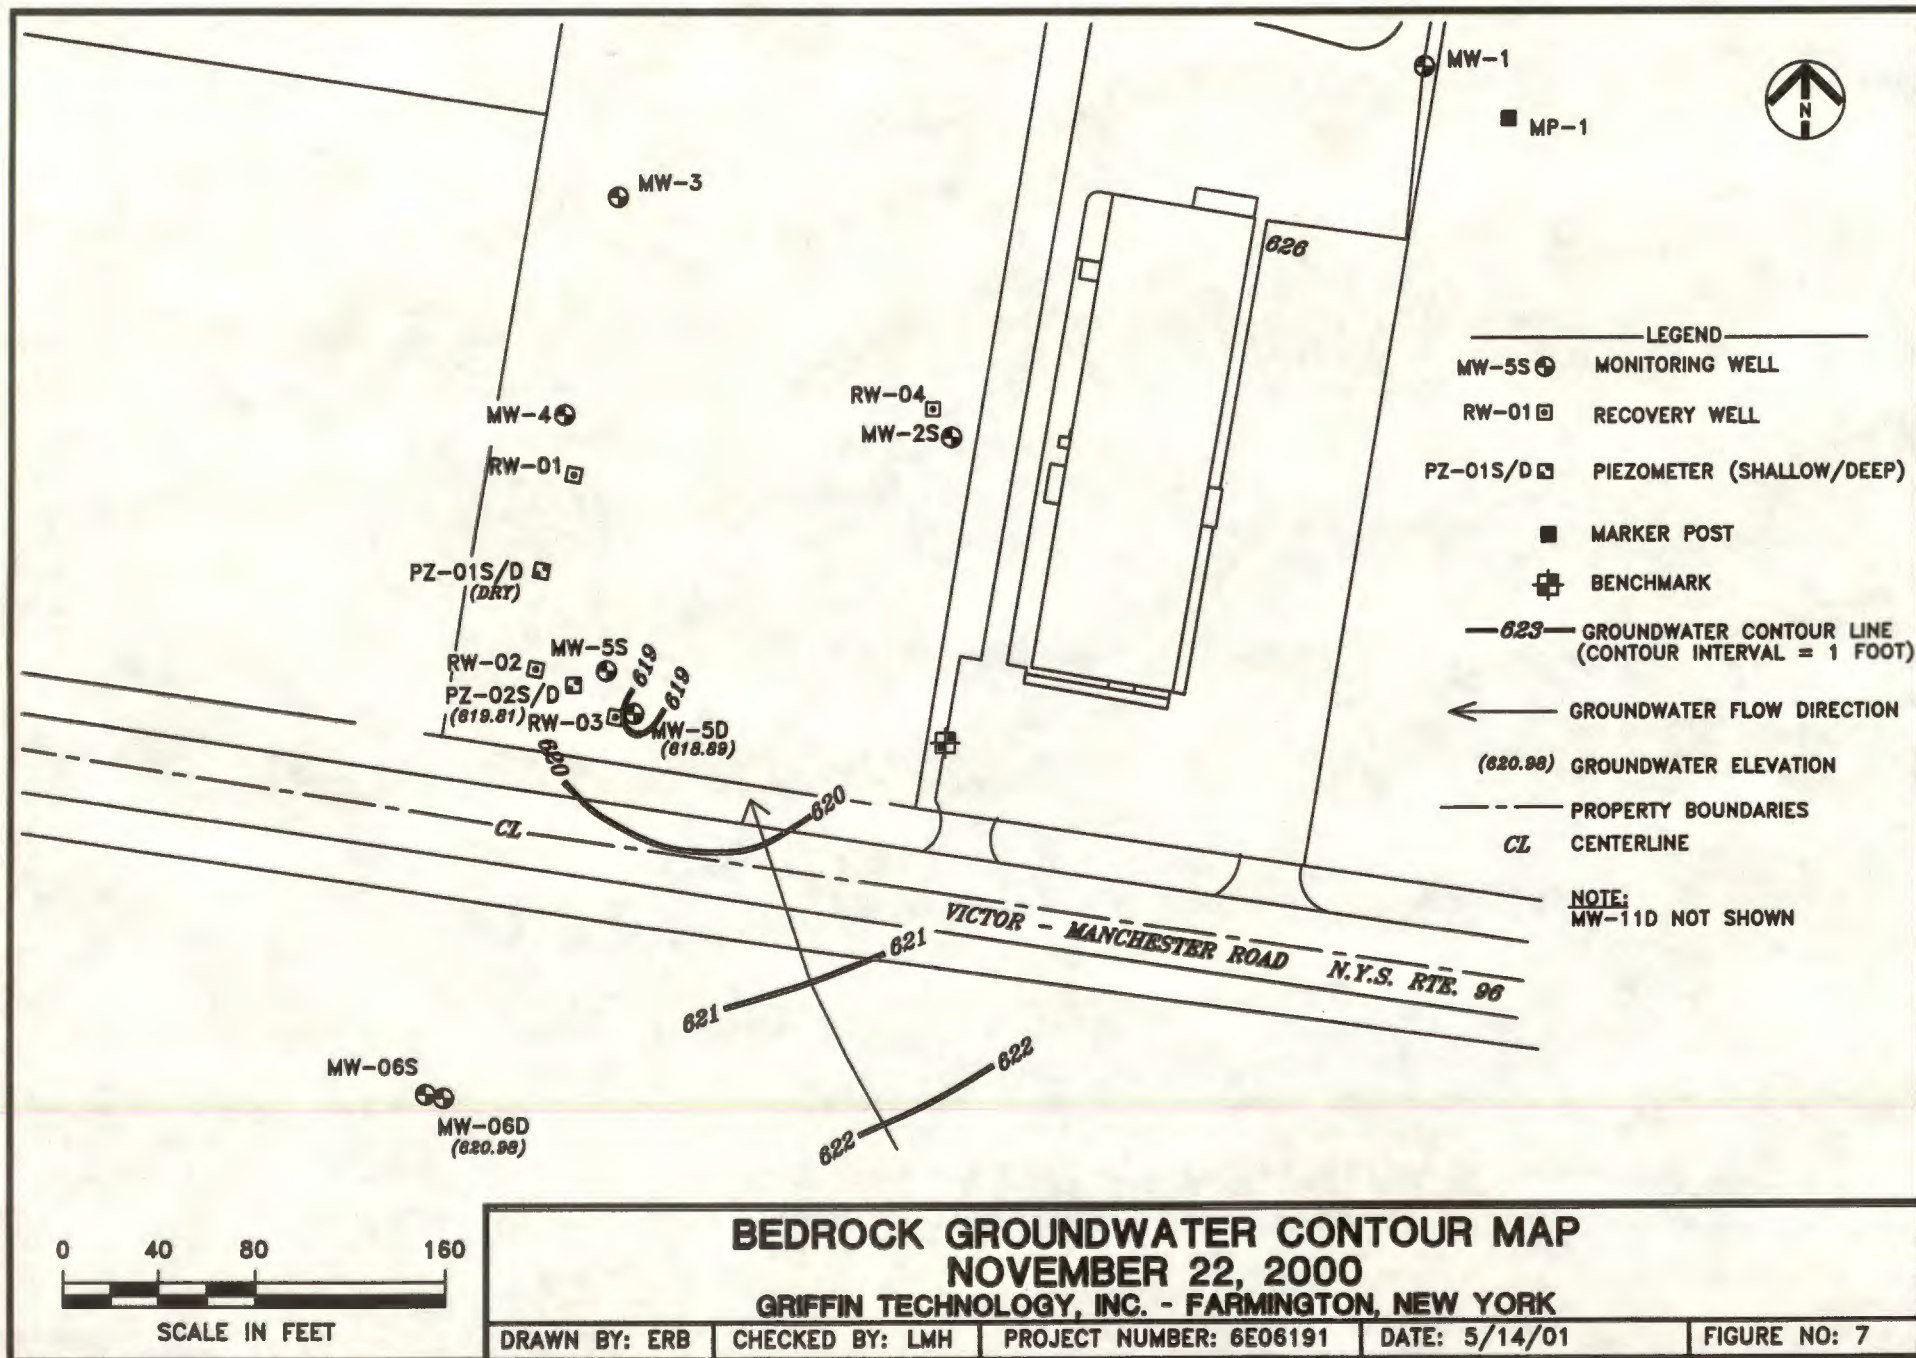 MW-1
N
MP-1
MW-3
626
LEGEND
MW-5S MONITORING WELL
RW-04
MW-4
RW-01 RECOVERY WELL
MW-2S
RW-01
PZ-01S/D PIEZOMETER (SHALLOW/DEEP)
MARKER POST
PZ-01S/D
(DRY)
BENCHMARK
623 GROUNDWATER CONTOUR LINE
(CONTOUR INTERVAL = 1 FOOT)
MW-5S
RW-02
619
619
PZ-02S/D
(619.81)
RW-03
MW-5D
(618.89)
GROUNDWATER FLOW DIRECTION
620
(620.98) GROUNDWATER ELEVATION
620
PROPERTY BOUNDARIES
CL
CL CENTERLINE
NOTE:
MW-11D NOT SHOWN
VICTOR - MANCHESTER ROAD N.Y.S. RTE. 96
621
621
622
622
MW-06S
MW-06D
(620.98)
0 40 80 160
SCALE IN FEET
BEDROCK GROUNDWATER CONTOUR MAP
NOVEMBER 22, 2000
GRIFFIN TECHNOLOGY, INC. - FARMINGTON, NEW YORK
DRAWN BY: ERB CHECKED BY: LMH PROJECT NUMBER: 6E06191 DATE: 5/14/01 FIGURE NO: 7